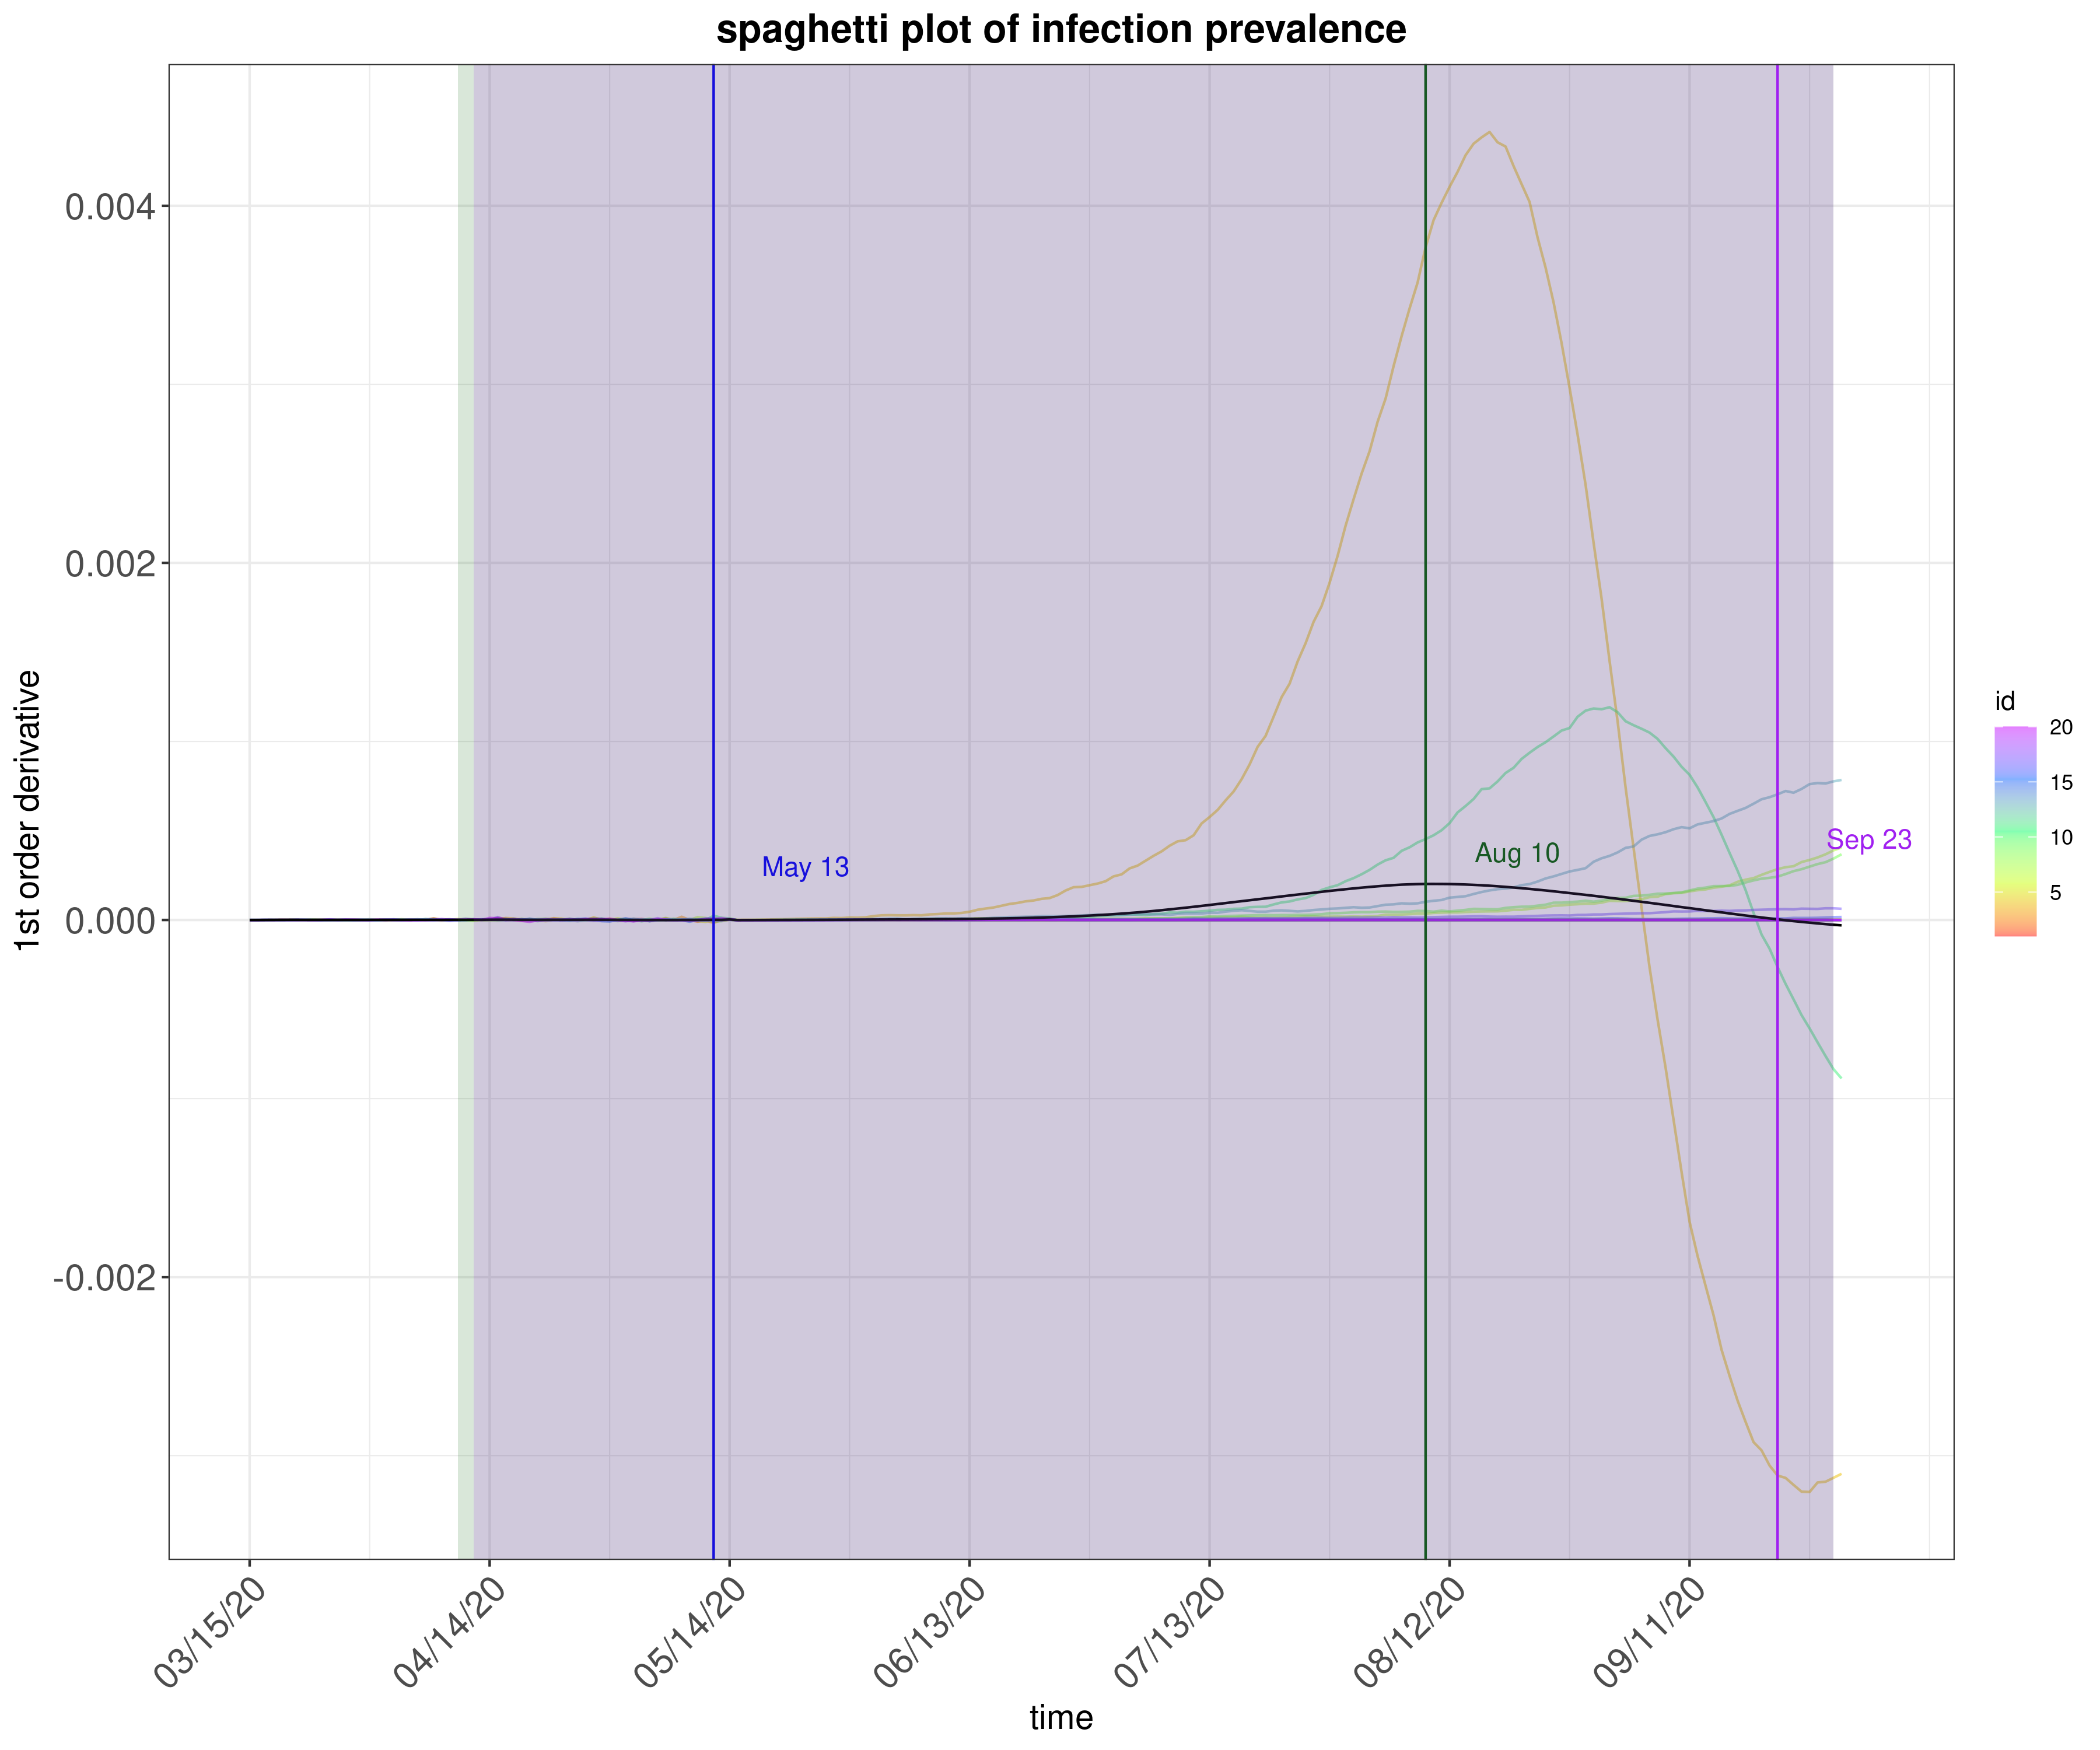 spaghetti plot of infection prevalence
1st order derivative
0.004
0.002
0.000
-0.002
May 13
Aug 10
Sep 23
id
20
15
10
5
03/15/20
04/14/20
05/14/20
06/13/20
07/13/20
08/12/20
09/11/20
time